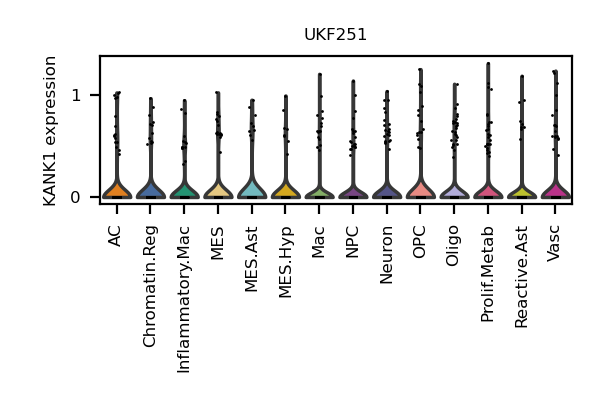 UKF251
KANK1 expression
1
0
AC
Chromatin.Reg
Inflammatory.Mac
MES
MES.Ast
MES.Hyp
Mac
NPC
Neuron
OPC
Oligo
Prolif.Metab
Reactive.Ast
Vasc